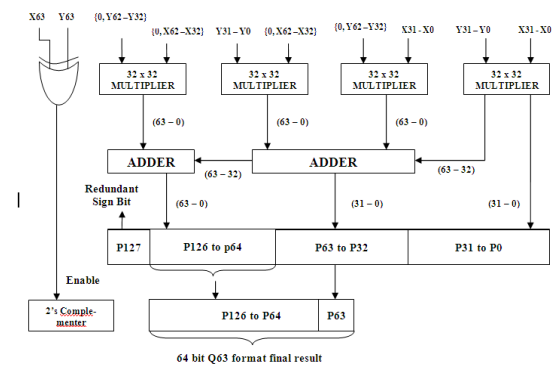 X63 Y63
{0, Y62 –Y32}
{0, X62 –X32}
Y31 –Y0
{0, X62 –X32}
{0, Y62 –Y32}
X31 - X0
Y31 –Y0
X31 - X0
32 x 32
MULTIPLIER
32 x 32
MULTIPLIER
32 x 32
MULTIPLIER
32 x 32
MULTIPLIER
(63 – 0)
(63 – 0)
(63 – 0)
ADDER
ADDER
(63 – 32)
(63 – 32)
Redundant
Sign Bit
(63 – 0)
(31 – 0)
(31 – 0)
P127
P126 to p64
P63 to P32
P31 to P0
Enable
2's Comple-
menter
P126 to P64
P63
64 bit Q63 format final result